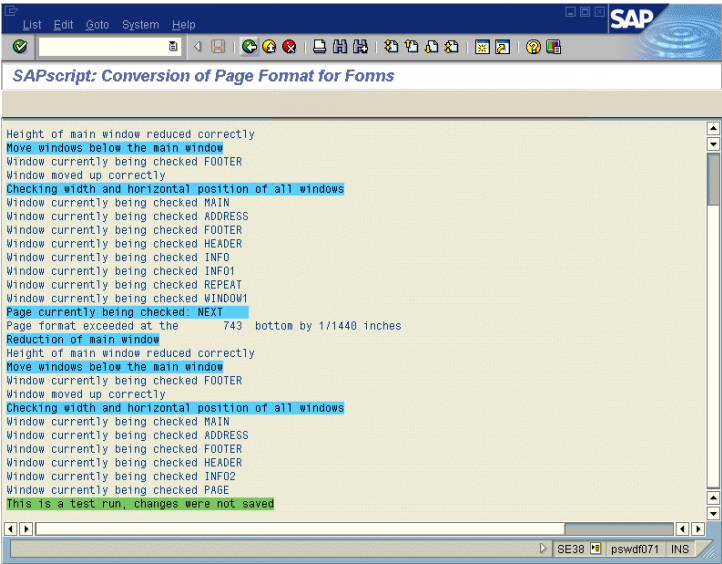 List Edit Goto System Help
SAP
SAPscript: Conversion of Page Format for Forms
Height of main window reduced correctly
Move windows below the main window
Window currently being checked FOOTER
Window moved up correctly
Checking width and horizontal position of all windows
Window currently being checked MAIN
Window currently being checked ADDRESS
Window currently being checked FOOTER
Window currently being checked HEADER
Window currently being checked INFO
Window currently being checked INFO1
Window currently being checked REPEAT
Window currently being checked WINDOW1
Page currently being checked: NEXT
Page format exceeded at the 743 bottom by 1/1440 inches
Reduction of main window
Height of main window reduced correctly
Move windows below the main window
Window currently being checked FOOTER
Window moved up correctly
Checking width and horizontal position of all windows
Window currently being checked MAIN
Window currently being checked ADDRESS
Window currently being checked FOOTER
Window currently being checked HEADER
Window currently being checked INFO2
Window currently being checked PAGE
This is a test run, changes were not saved
SE38 pswdf071 INS